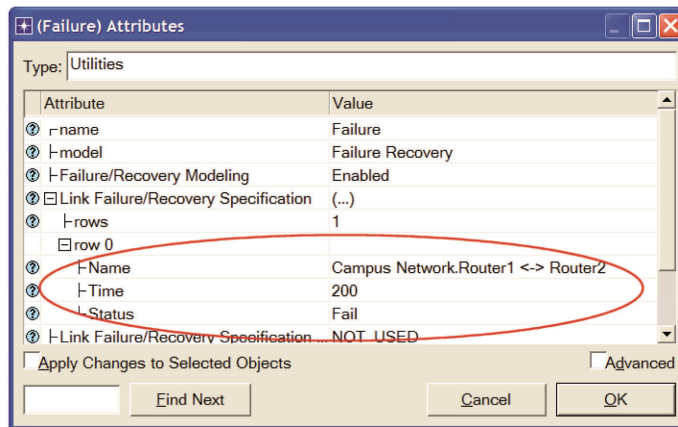 (Failure) Attributes
Type: Utilities
Attribute Value
name Failure
model Failure Recovery
Failure/Recovery Modeling Enabled
Link Failure/Recovery Specification (...)
rows 1
row 0
Name Campus Network.Router1 <-> Router2
Time 200
Status Fail
Link Failure/Recovery Specification ... NOT_USED
Apply Changes to Selected Objects Advanced
Find Next Cancel OK